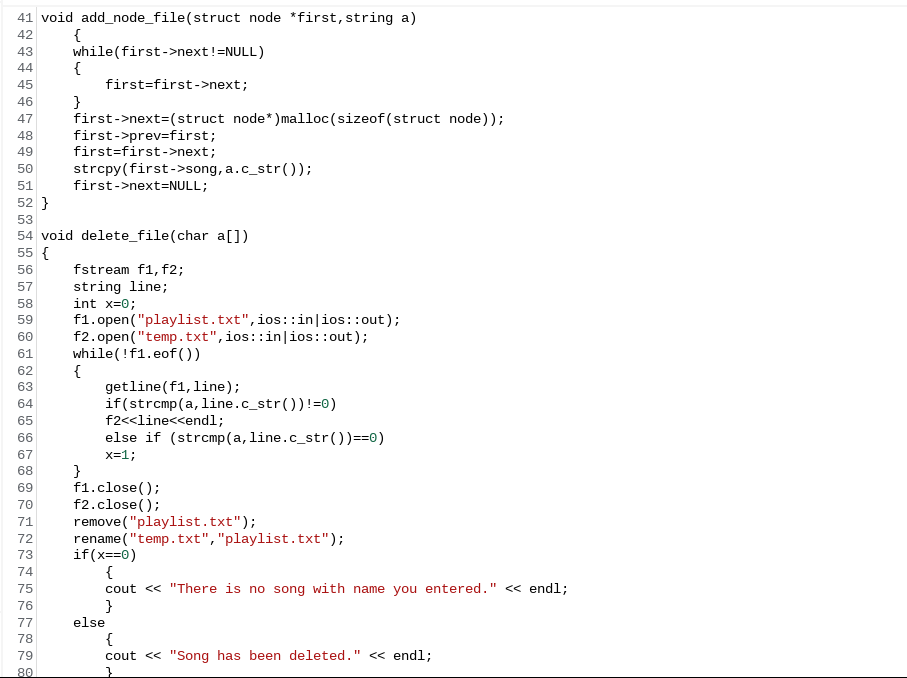 41 void add_node_file(struct node *first,string a)
42     {
43     while(first->next!=NULL)
44     {
45         first=first->next;
46     }
47     first->next=(struct node*)malloc(sizeof(struct node));
48     first->prev=first;
49     first=first->next;
50     strcpy(first->song,a.c_str());
51     first->next=NULL;
52 }
53
54 void delete_file(char a[])
55 {
56     fstream f1,f2;
57     string line;
58     int x=0;
59     f1.open("playlist.txt",ios::in|ios::out);
60     f2.open("temp.txt",ios::in|ios::out);
61     while(!f1.eof())
62     {
63         getline(f1,line);
64         if(strcmp(a,line.c_str())!=0)
65         f2<<line<<endl;
66         else if (strcmp(a,line.c_str())==0)
67         x=1;
68     }
69     f1.close();
70     f2.close();
71     remove("playlist.txt");
72     rename("temp.txt","playlist.txt");
73     if(x==0)
74         {
75         cout << "There is no song with name you entered." << endl;
76         }
77     else
78         {
79         cout << "Song has been deleted." << endl;
80         }